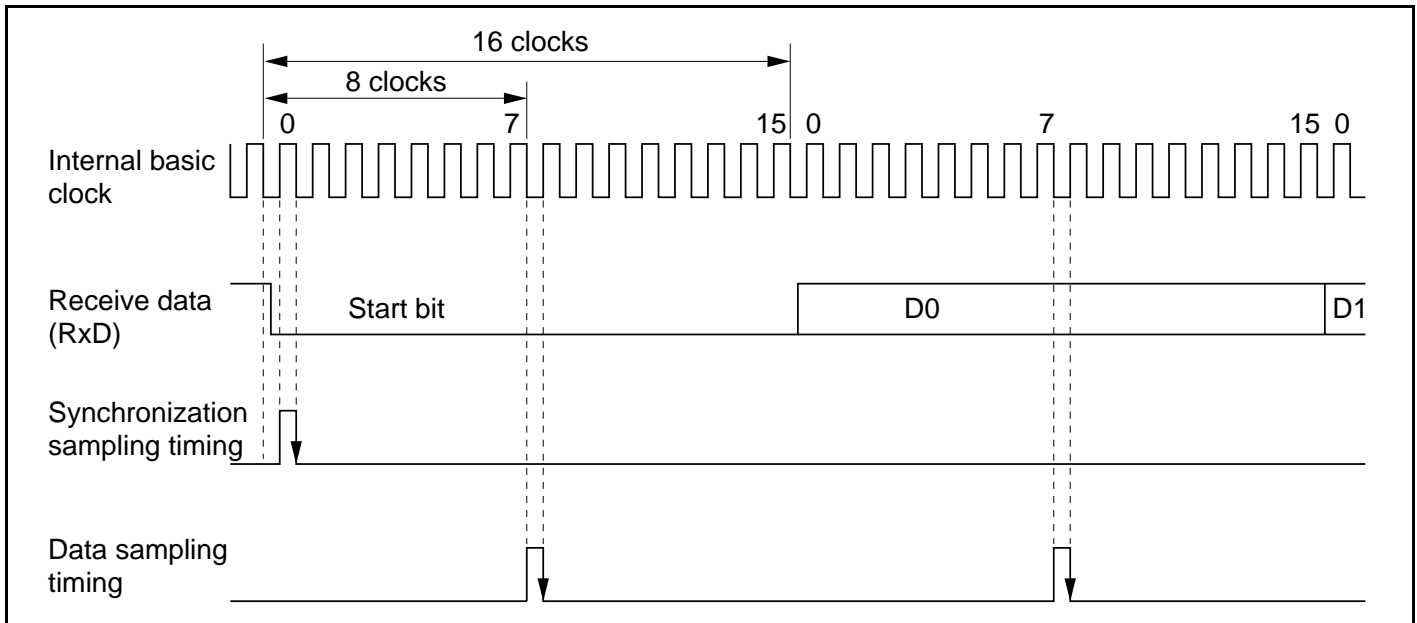 16 clocks
8 clocks
0 7 15 0 7 15 0
Internal basic
clock
Receive data
(RxD)
Start bit D0 D1
Synchronization
sampling timing
Data sampling
timing